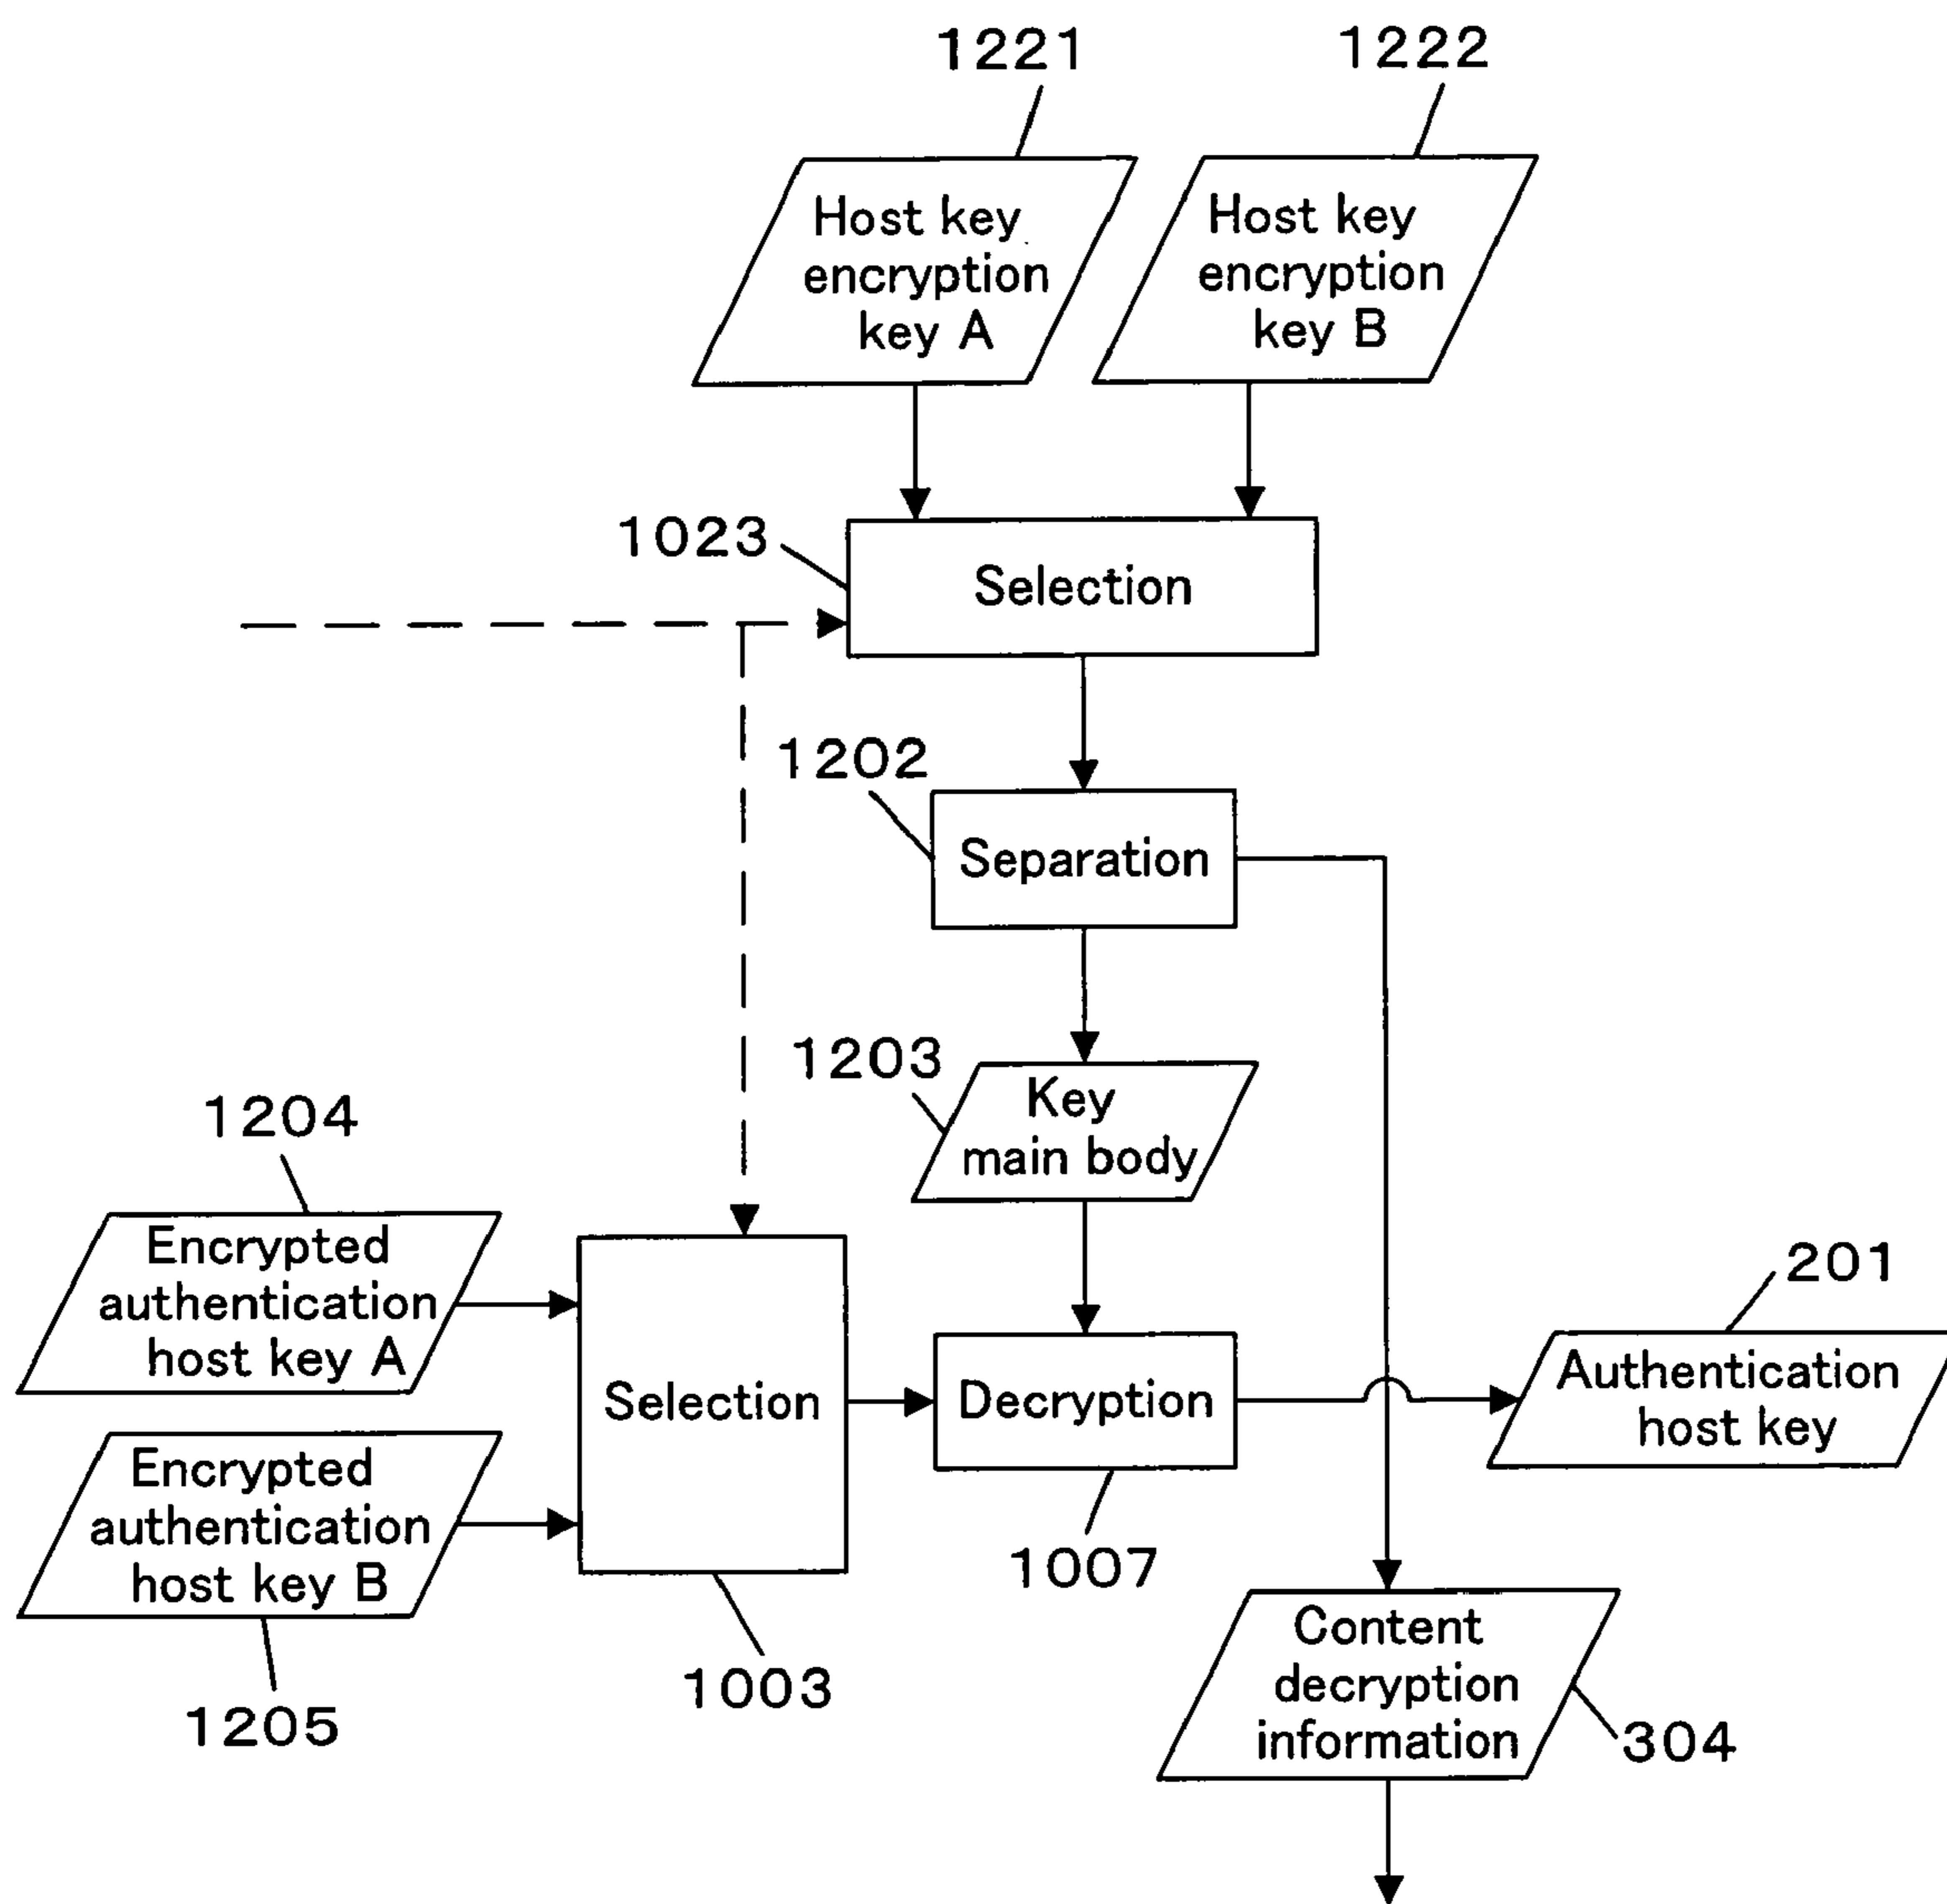 1221
1222
Host key
encryption
key A
Host key
encryption
key B
1023
Selection
1202
Separation
1203
Key
main body
1204
Encrypted
authentication
host key A
201
Authentication
host key
Selection
Decryption
Encrypted
authentication
host key B
1007
1003
1205
Content
decryption
information
304